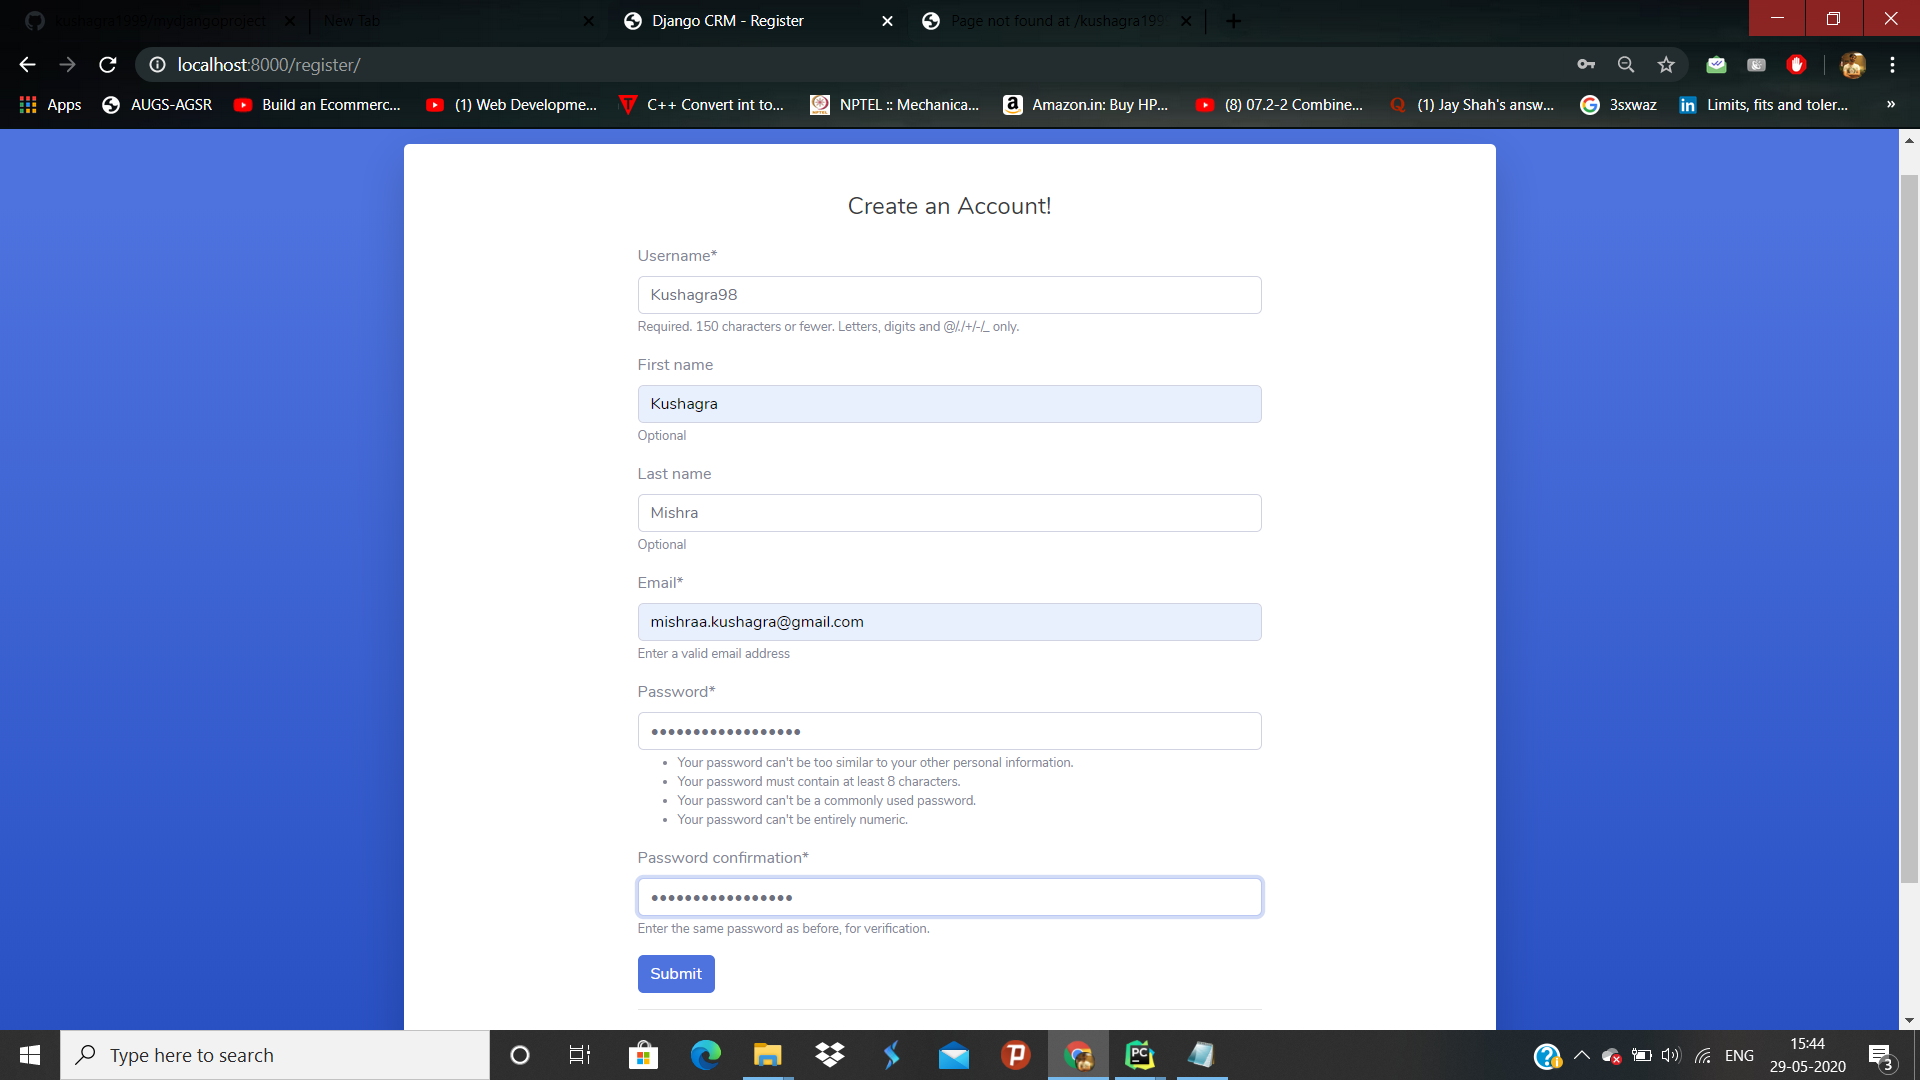 kushagra1999/mydjangoproject
New Tab
Django CRM - Register
Page not found at /kushagra199
localhost:8000/register/
Apps
AUGS-AGSR
Build an Ecommerc...
(1) Web Developme...
C++ Convert int to...
NPTEL :: Mechanica...
Amazon.in: Buy HP...
(8) 07.2-2 Combine...
(1) Jay Shah's answ...
3sxwaz
Limits, fits and toler...
»
Create an Account!
Username*
Kushagra98
Required. 150 characters or fewer. Letters, digits and @/./+/-/_ only.
First name
Kushagra
Optional
Last name
Mishra
Optional
Email*
mishraa.kushagra@gmail.com
Enter a valid email address
Password*
••••••••••••••••••
• Your password can't be too similar to your other personal information.
• Your password must contain at least 8 characters.
• Your password can't be a commonly used password.
• Your password can't be entirely numeric.
Password confirmation*
•••••••••••••••••
Enter the same password as before, for verification.
Submit
Type here to search
ENG
15:44
29-05-2020
3